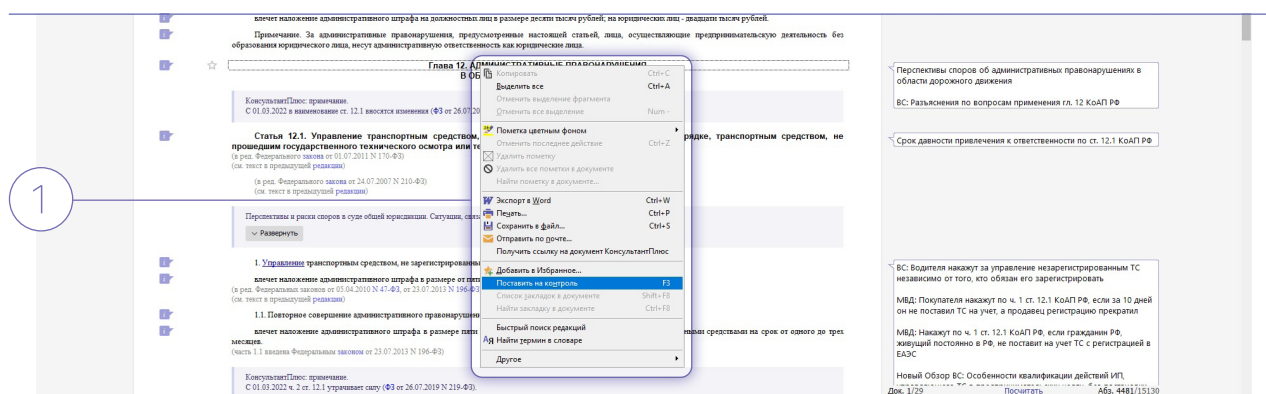 влечет наложение административного штрафа на должностных лиц в размере десяти тысяч рублей; на юридических лиц - двадцати тысяч рублей.
Примечание. За административные правонарушения, предусмотренные настоящей статьей, лица, осуществляющие предпринимательскую деятельность без
образования юридического лица, несут административную ответственность как юридические лица.
Глава 12. АДМИНИСТРАТИВНЫЕ ПРАВОНАРУШЕНИЯ
В ОБ
КонсультантПлюс: примечание.
С 01.03.2022 в наименование ст. 12.1 вносятся изменения (ФЗ от 26.07.20
Статья 12.1. Управление транспортным средством, рядке, транспортным средством, не
прошедшим государственного технического осмотра или те
(в ред. Федерального закона от 01.07.2011 N 170-ФЗ)
(см. текст в предыдущей редакции)
(в ред. Федерального закона от 24.07.2007 N 210-ФЗ)
(см. текст в предыдущей редакции)
1
Перспективы и риски споров в суде общей юрисдикции. Ситуации, связа
Развернуть
1. Управление транспортным средством, не зарегистрированны
влечет наложение административного штрафа в размере от пяти
(в ред. Федеральных законов от 05.04.2010 N 47-ФЗ, от 23.07.2013 N 196-ФЗ
(см. текст в предыдущей редакции)
1.1. Повторное совершение административного правонарушени
влечет наложение административного штрафа в размере пяти ными средствами на срок от одного до трех
месяцев.
(часть 1.1 введена Федеральным законом от 23.07.2013 N 196-ФЗ)
КонсультантПлюс: примечание.
С 01.03.2022 ч. 2 ст. 12.1 утрачивает силу (ФЗ от 26.07.2019 N 219-ФЗ).
Копировать Ctrl+C
Выделить все Ctrl+A
Отменить выделение фрагмента
Отменить все выделение Num -
Пометка цветным фоном
Отменить последнее действие Ctrl+Z
Удалить пометку
Удалить все пометки в документе
Найти пометку в документе...
Экспорт в Word Ctrl+W
Печать... Ctrl+P
Сохранить в файл... Ctrl+S
Отправить по почте...
Получить ссылку на документ КонсультантПлюс
Добавить в Избранное...
Поставить на контроль F3
Список закладок в документе Shift+F8
Найти закладку в документе Ctrl+F8
Быстрый поиск редакций
Найти термин в словаре
Другое
Перспективы споров об административных правонарушениях в
области дорожного движения
ВС: Разъяснения по вопросам применения гл. 12 КоАП РФ
Срок давности привлечения к ответственности по ст. 12.1 КоАП РФ
ВС: Водителя накажут за управление незарегистрированным ТС
независимо от того, кто обязан его зарегистрировать
МВД: Покупателя накажут по ч. 1 ст. 12.1 КоАП РФ, если за 10 дней
он не поставил ТС на учет, а продавец регистрацию прекратил
МВД: Накажут по ч. 1 ст. 12.1 КоАП РФ, если гражданин РФ,
живущий постоянно в РФ, не поставит на учет ТС с регистрацией в
ЕАЭС
Новый Обзор ВС: Особенности квалификации действий ИП,
Док. 1/29 Посчитать Абз. 4481/15130